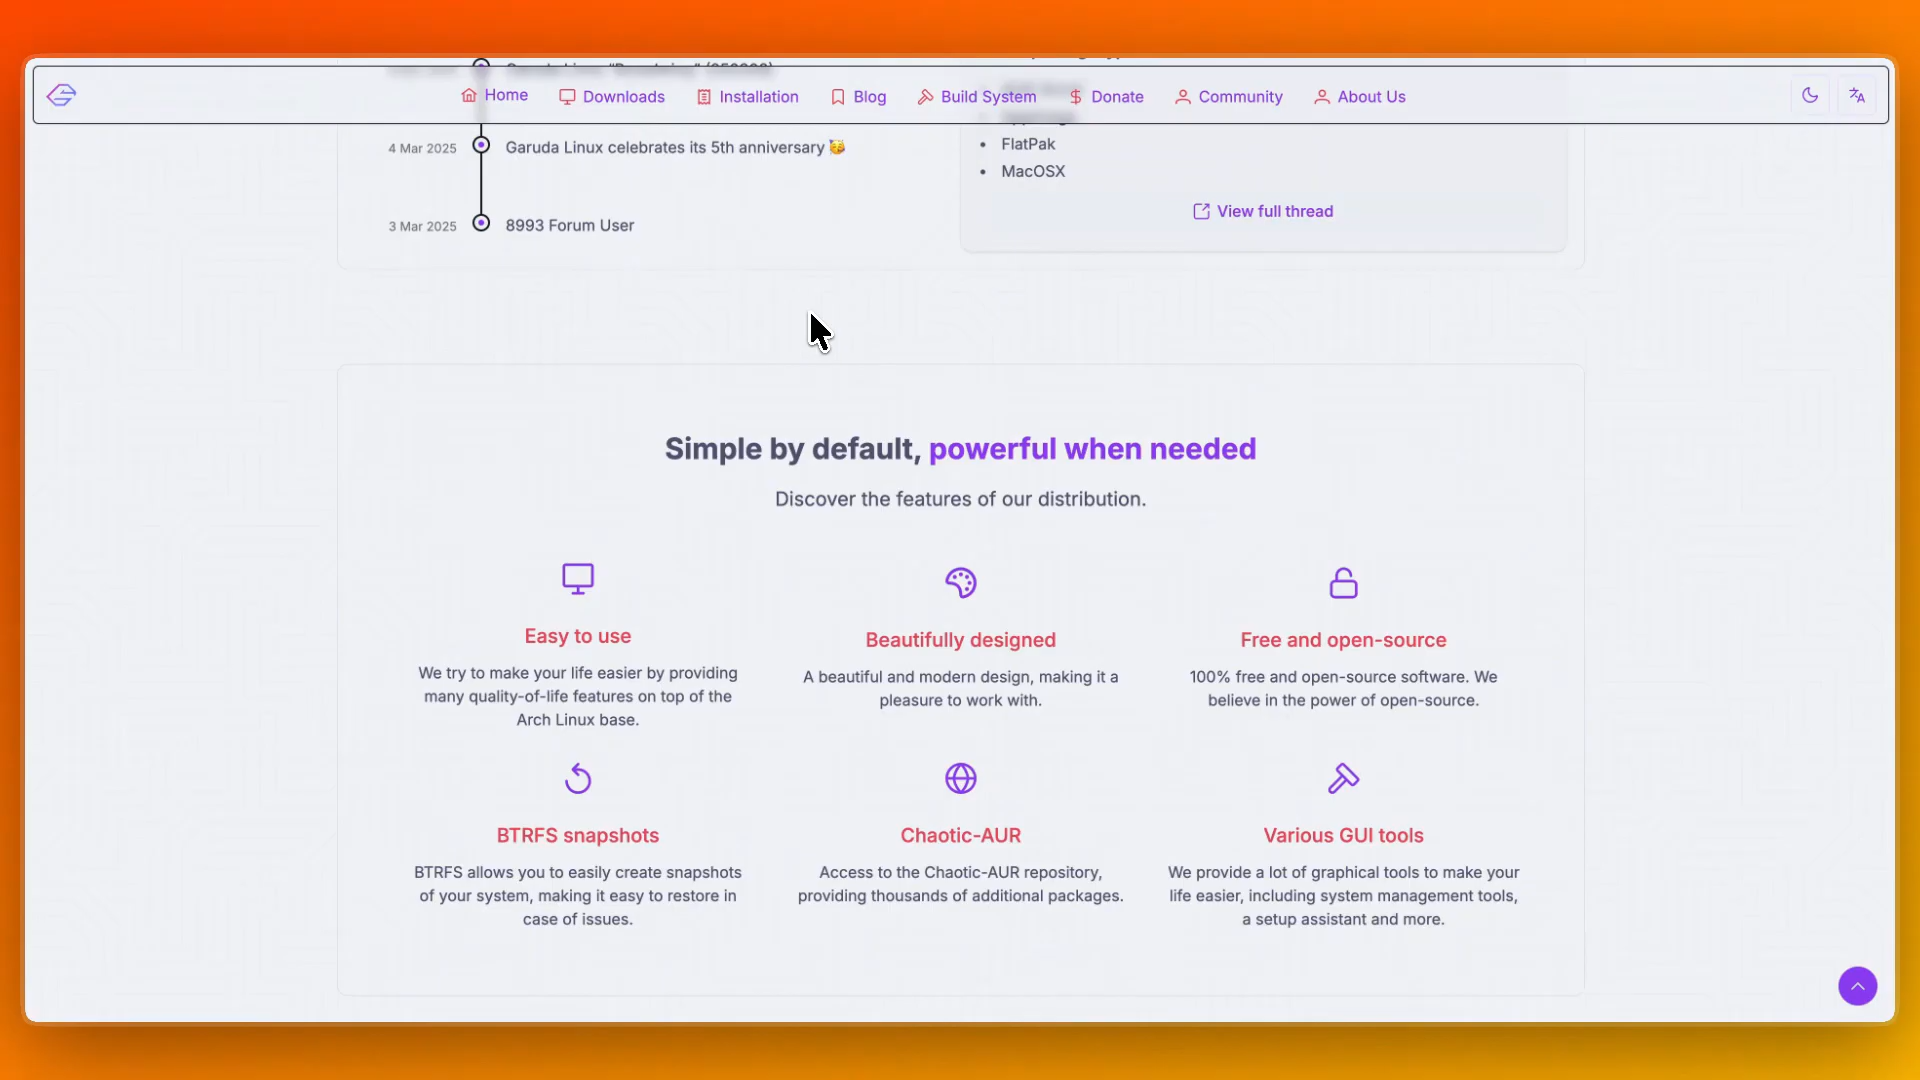 Home
Downloads
Installation
Blog
Build System
Donate
Community
About Us
4 Mar 2025
Garuda Linux celebrates its 5th anniversary 🥳
3 Mar 2025
8993 Forum User
• FlatPak
• MacOSX
View full thread
Simple by default, powerful when needed
Discover the features of our distribution.
Easy to use
We try to make your life easier by providing
many quality-of-life features on top of the
Arch Linux base.
Beautifully designed
A beautiful and modern design, making it a
pleasure to work with.
Free and open-source
100% free and open-source software. We
believe in the power of open-source.
BTRFS snapshots
BTRFS allows you to easily create snapshots
of your system, making it easy to restore in
case of issues.
Chaotic-AUR
Access to the Chaotic-AUR repository,
providing thousands of additional packages.
Various GUI tools
We provide a lot of graphical tools to make your
life easier, including system management tools,
a setup assistant and more.